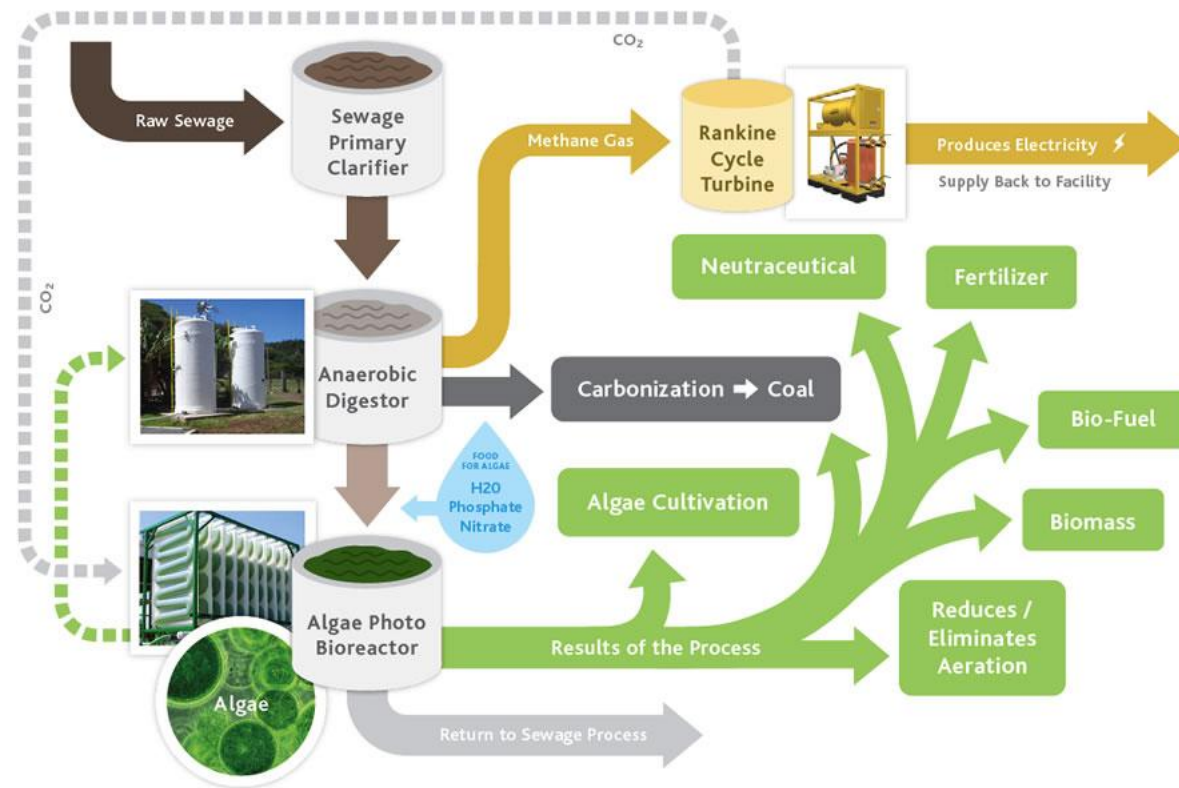 CO₂
Raw Sewage
Sewage
Primary
Clarifier
Methane Gas
Rankine
Cycle
Turbine
Produces Electricity
Supply Back to Facility
CO₂
Neutraceutical
Fertilizer
Anaerobic
Digestor
Carbonization → Coal
Bio-Fuel
FOOD
FOR ALGAE
H20
Phosphate
Nitrate
Algae Cultivation
Biomass
Algae Photo
Bioreactor
Results of the Process
Reduces /
Eliminates
Aeration
Algae
Return to Sewage Process